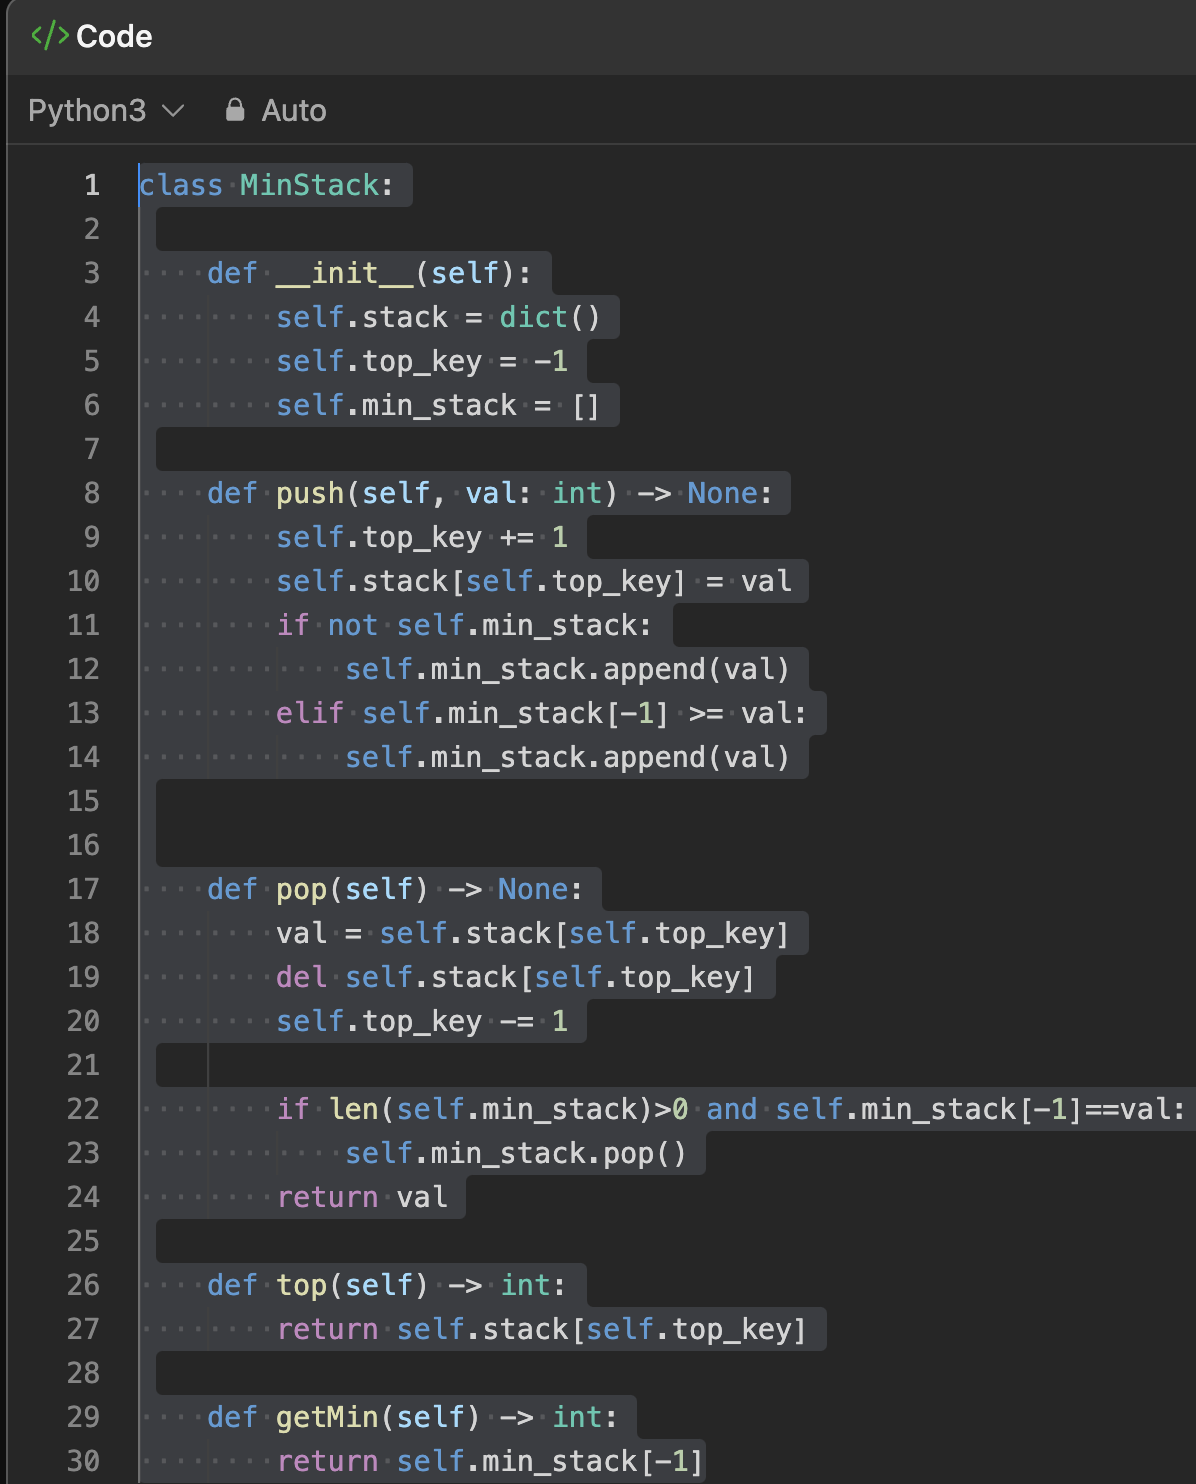 </> Code
Python3 Auto
1 class MinStack:
2
3     def __init__(self):
4         self.stack = dict()
5         self.top_key = -1
6         self.min_stack = []
7
8     def push(self, val: int) -> None:
9         self.top_key += 1
10         self.stack[self.top_key] = val
11         if not self.min_stack:
12             self.min_stack.append(val)
13         elif self.min_stack[-1] >= val:
14             self.min_stack.append(val)
15
16
17     def pop(self) -> None:
18         val = self.stack[self.top_key]
19         del self.stack[self.top_key]
20         self.top_key -= 1
21
22         if len(self.min_stack)>0 and self.min_stack[-1]==val:
23             self.min_stack.pop()
24         return val
25
26     def top(self) -> int:
27         return self.stack[self.top_key]
28
29     def getMin(self) -> int:
30         return self.min_stack[-1]